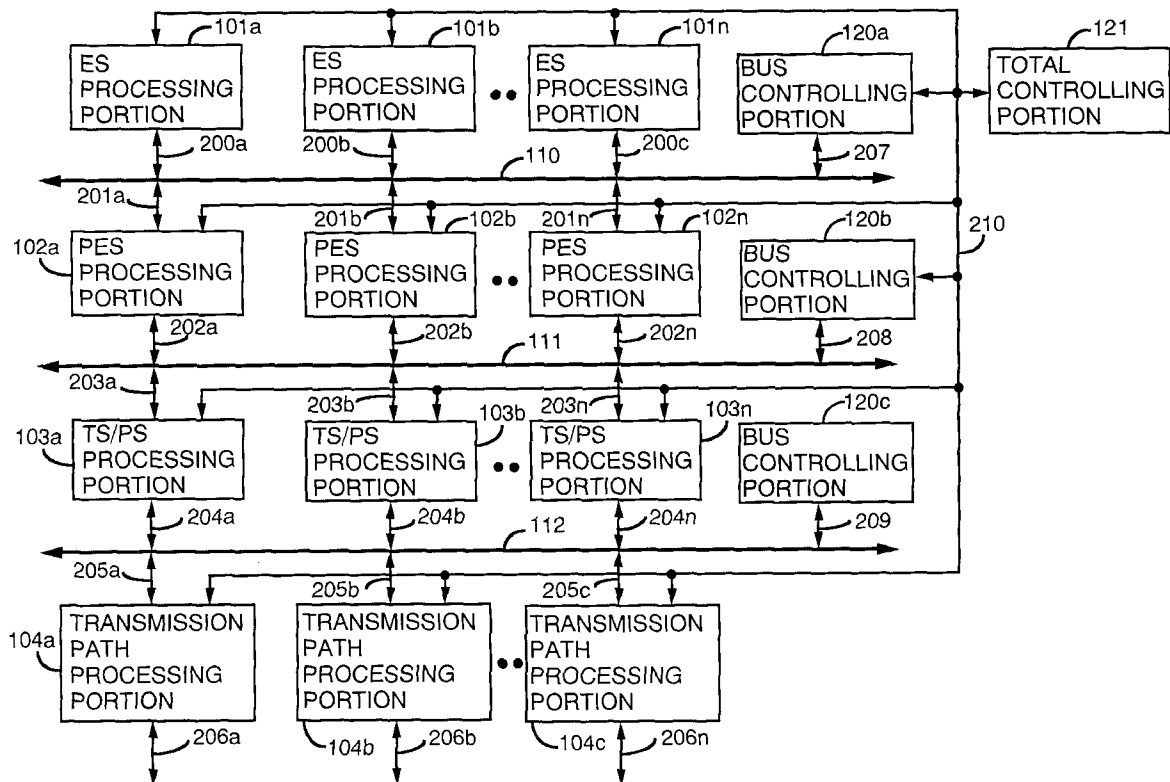 101a
101b
101n
120a
121
ES
PROCESSING
PORTION
ES
PROCESSING
PORTION
ES
PROCESSING
PORTION
BUS
CONTROLLING
PORTION
TOTAL
CONTROLLING
PORTION
200a
200b
200c
110
207
201a
201b
102b
201n
102n
120b
210
102a
PES
PROCESSING
PORTION
PES
PROCESSING
PORTION
PES
PROCESSING
PORTION
BUS
CONTROLLING
PORTION
202a
202b
202n
111
208
203a
203b
103b
203n
103n
120c
103a
TS/PS
PROCESSING
PORTION
TS/PS
PROCESSING
PORTION
TS/PS
PROCESSING
PORTION
BUS
CONTROLLING
PORTION
204a
204b
204n
112
209
205a
205b
205c
104a
TRANSMISSION
PATH
PROCESSING
PORTION
TRANSMISSION
PATH
PROCESSING
PORTION
TRANSMISSION
PATH
PROCESSING
PORTION
206a
104b
206b
104c
206n